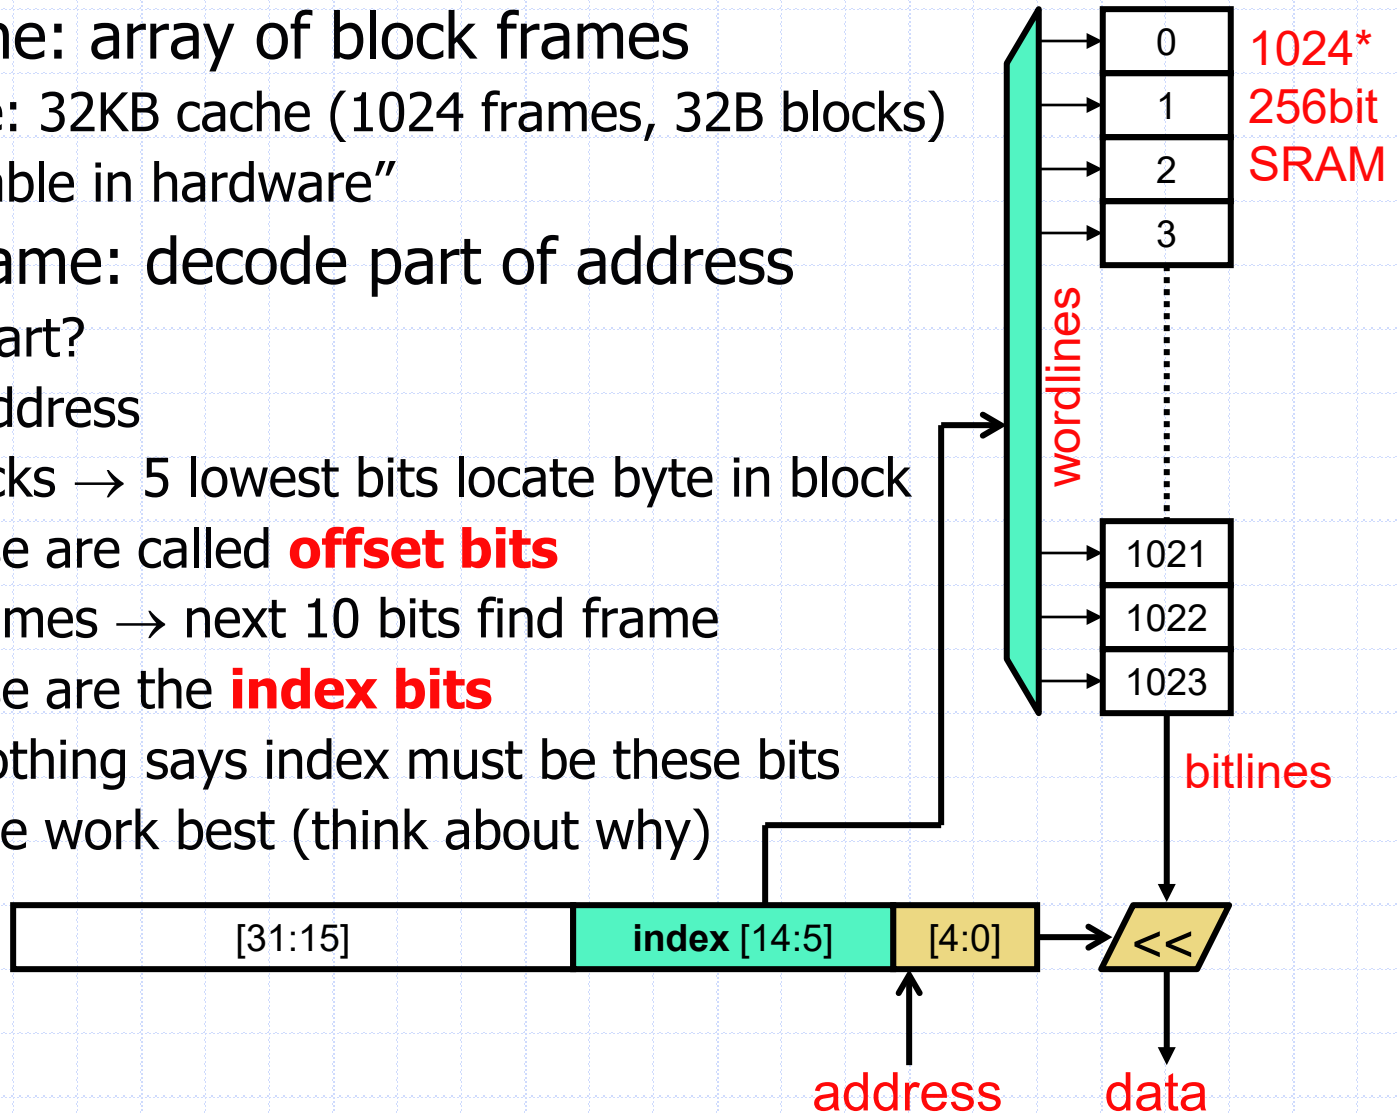 ne: array of block frames
e: 32KB cache (1024 frames, 32B blocks)
able in hardware”
ame: decode part of address
art?
ddress
cks → 5 lowest bits locate byte in block
se are called offset bits
mes → next 10 bits find frame
se are the index bits
othing says index must be these bits
e work best (think about why)
0
1
2
3
1024*
256bit
SRAM
wordlines
1021
1022
1023
bitlines
[31:15] index [14:5] [4:0] <<
address data